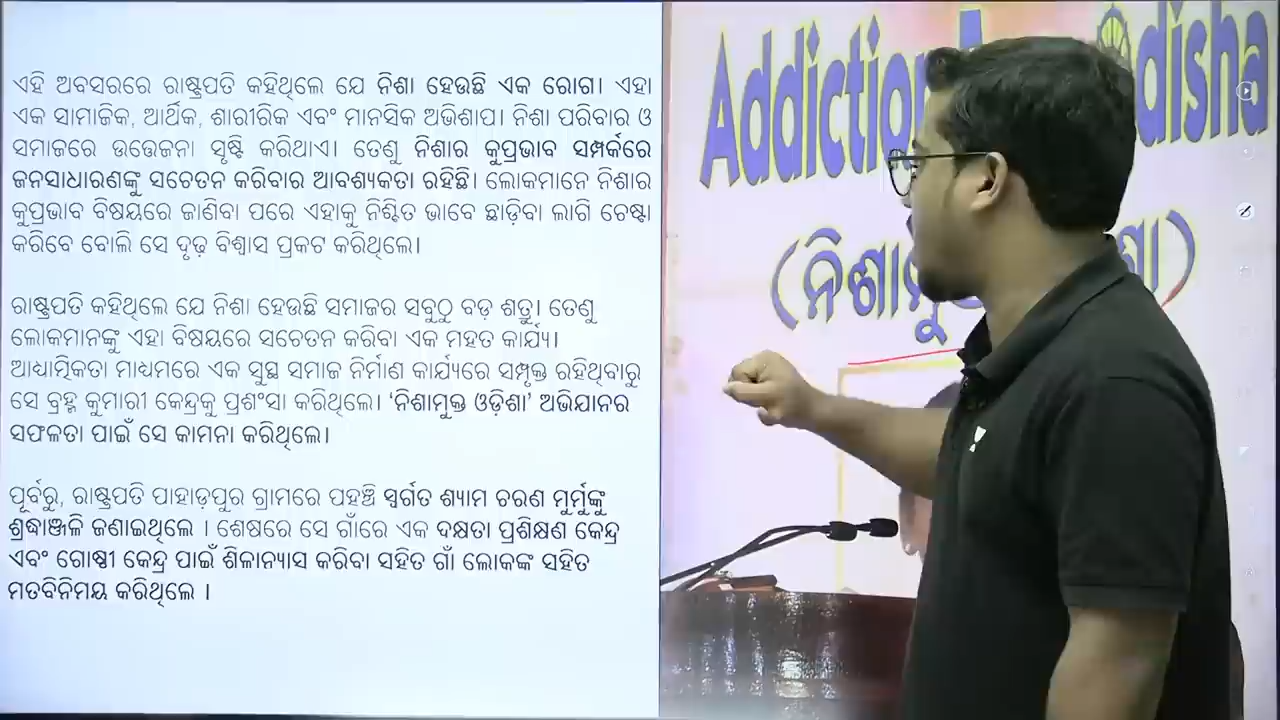 ଏହି ଅବସରରେ ରାଷ୍ଟ୍ରପତି କହିଥିଲେ ଯେ ନିଶା ହେଉଛି ଏକ ରୋଗ। ଏହା
ଏକ ସାମାଜିକ, ଆର୍ଥିକ, ଶାରୀରିକ ଏବଂ ମାନସିକ ଅଭିଶାପ। ନିଶା ପରିବାର ଓ
ସମାଜରେ ଉତ୍ତେଜନା ସୃଷ୍ଟି କରିଥାଏ। ତେଣୁ ନିଶାର କୁପ୍ରଭାବ ସମ୍ପର୍କରେ
ଜନସାଧାରଣଙ୍କୁ ସଚେତନ କରିବାର ଆବଶ୍ୟକତା ରହିଛି। ଲୋକମାନେ ନିଶାର
କୁପ୍ରଭାବ ବିଷୟରେ ଜାଣିବା ପରେ ଏହାକୁ ନିଶ୍ଚିତ ଭାବେ ଛାଡ଼ିବା ଲାଗି ଚେଷ୍ଟା
କରିବେ ବୋଲି ସେ ଦୃଢ଼ ବିଶ୍ୱାସ ପ୍ରକଟ କରିଥିଲେ।
ରାଷ୍ଟ୍ରପତି କହିଥିଲେ ଯେ ନିଶା ହେଉଛି ସମାଜର ସବୁଠୁ ବଡ଼ ଶତ୍ରୁ। ତେଣୁ
ଲୋକମାନଙ୍କୁ ଏହା ବିଷୟରେ ସଚେତନ କରିବା ଏକ ମହତ କାର୍ଯ୍ୟ।
ଆଧ୍ୟାତ୍ମିକତା ମାଧ୍ୟମରେ ଏକ ସୁସ୍ଥ ସମାଜ ନିର୍ମାଣ କାର୍ଯ୍ୟରେ ସମ୍ପୃକ୍ତ ରହିଥିବାରୁ
ସେ ବ୍ରହ୍ମ କୁମାରୀ କେନ୍ଦ୍ରକୁ ପ୍ରଶଂସା କରିଥିଲେ। ‘ନିଶାମୁକ୍ତ ଓଡ଼ିଶା’ ଅଭିଯାନର
ସଫଳତା ପାଇଁ ସେ କାମନା କରିଥିଲେ।
ପୂର୍ବରୁ, ରାଷ୍ଟ୍ରପତି ପାହାଡ଼ପୁର ଗ୍ରାମରେ ପହଞ୍ଚି ସ୍ୱର୍ଗତ ଶ୍ୟାମ ଚରଣ ମୁର୍ମୁଙ୍କୁ
ଶ୍ରଦ୍ଧାଞ୍ଜଳି ଜଣାଇଥିଲେ । ଶେଷରେ ସେ ଗାଁରେ ଏକ ଦକ୍ଷତା ପ୍ରଶିକ୍ଷଣ କେନ୍ଦ୍ର
ଏବଂ ଗୋଷ୍ଠୀ କେନ୍ଦ୍ର ପାଇଁ ଶିଳାନ୍ୟାସ କରିବା ସହିତ ଗାଁ ଲୋକଙ୍କ ସହିତ
ମତବିନିମୟ କରିଥିଲେ ।
Addiction